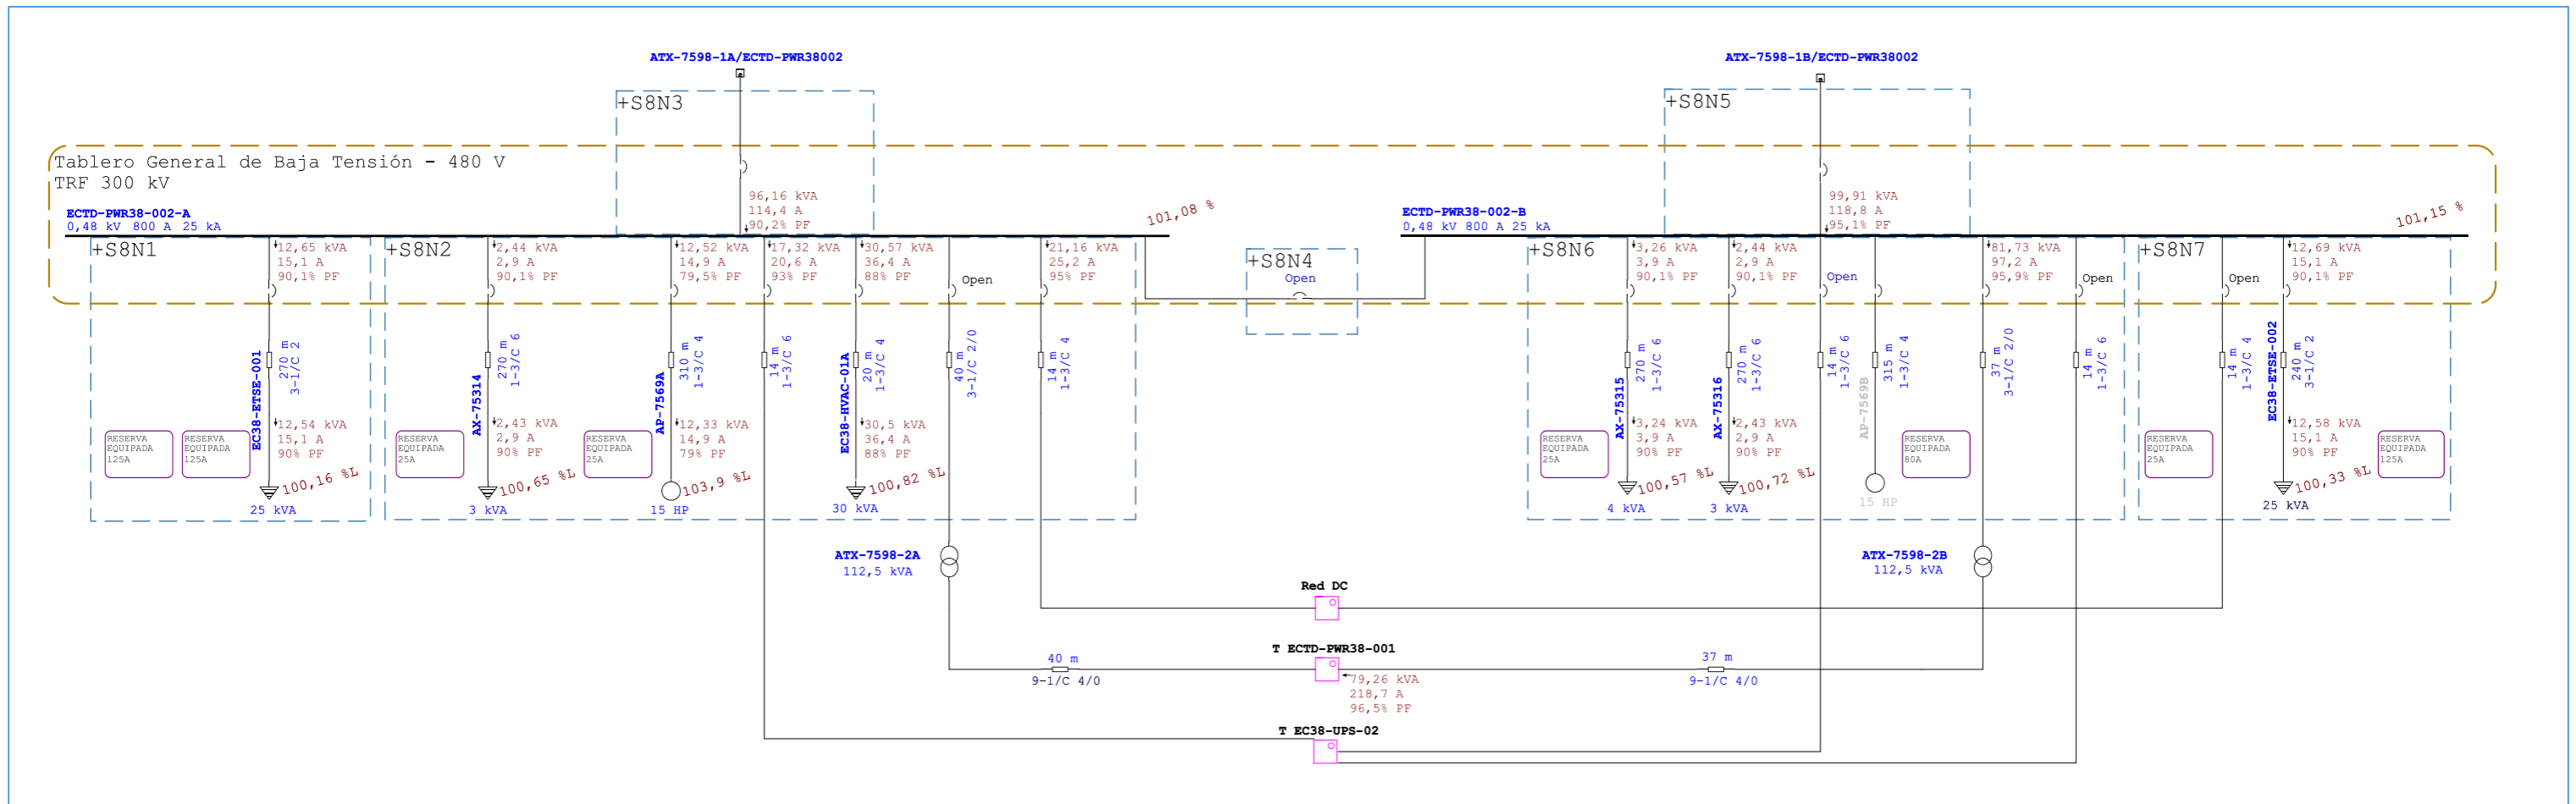 ATX-7598-1A/ECTD-PWR38002
ATX-7598-1B/ECTD-PWR38002
+S8N3
+S8N5
Tablero General de Baja Tensión - 480 V
TRF 300 kV
96,16 kVA
114,4 A
90,2% PF
99,91 kVA
118,8 A
95,1% PF
ECTD-PWR38-002-A
0,48 kV 800 A 25 kA
101,08 %
ECTD-PWR38-002-B
0,48 kV 800 A 25 kA
101,15 %
+S8N1
12,65 kVA
15,1 A
90,1% PF
EC38-ETSE-001
270 m
3-1/C 2
12,54 kVA
15,1 A
90% PF
RESERVA
EQUIPADA
125A
RESERVA
EQUIPADA
125A
100,16 %L
25 kVA
+S8N2
2,44 kVA
2,9 A
90,1% PF
AX-75314
270 m
1-3/C 6
2,43 kVA
2,9 A
90% PF
RESERVA
EQUIPADA
25A
100,65 %L
3 kVA
12,52 kVA
14,9 A
79,5% PF
AP-7569A
310 m
1-3/C 4
12,33 kVA
14,9 A
79% PF
RESERVA
EQUIPADA
25A
103,9 %L
15 HP
17,32 kVA
20,6 A
93% PF
14 m
1-3/C 6
30,57 kVA
36,4 A
88% PF
EC38-HVAC-01A
20 m
1-3/C 4
30,5 kVA
36,4 A
88% PF
100,82 %L
30 kVA
Open
40 m
3-1/C 2/0
21,16 kVA
25,2 A
95% PF
14 m
1-3/C 4
+S8N4
Open
+S8N6
3,26 kVA
3,9 A
90,1% PF
AX-75315
270 m
1-3/C 6
3,24 kVA
3,9 A
90% PF
RESERVA
EQUIPADA
25A
100,57 %L
4 kVA
2,44 kVA
2,9 A
90,1% PF
AX-75316
270 m
1-3/C 6
2,43 kVA
2,9 A
90% PF
100,72 %L
3 kVA
Open
14 m
1-3/C 6
AP-7569B
315 m
1-3/C 4
15 HP
RESERVA
EQUIPADA
80A
81,73 kVA
97,2 A
95,9% PF
37 m
3-1/C 2/0
Open
14 m
1-3/C 6
+S8N7
Open
14 m
1-3/C 4
RESERVA
EQUIPADA
25A
12,69 kVA
15,1 A
90,1% PF
EC38-ETSE-002
240 m
3-1/C 2
12,58 kVA
15,1 A
90% PF
RESERVA
EQUIPADA
125A
100,33 %L
25 kVA
ATX-7598-2A
112,5 kVA
ATX-7598-2B
112,5 kVA
Red DC
T ECTD-PWR38-001
40 m
9-1/C 4/0
37 m
9-1/C 4/0
79,26 kVA
218,7 A
96,5% PF
T EC38-UPS-02